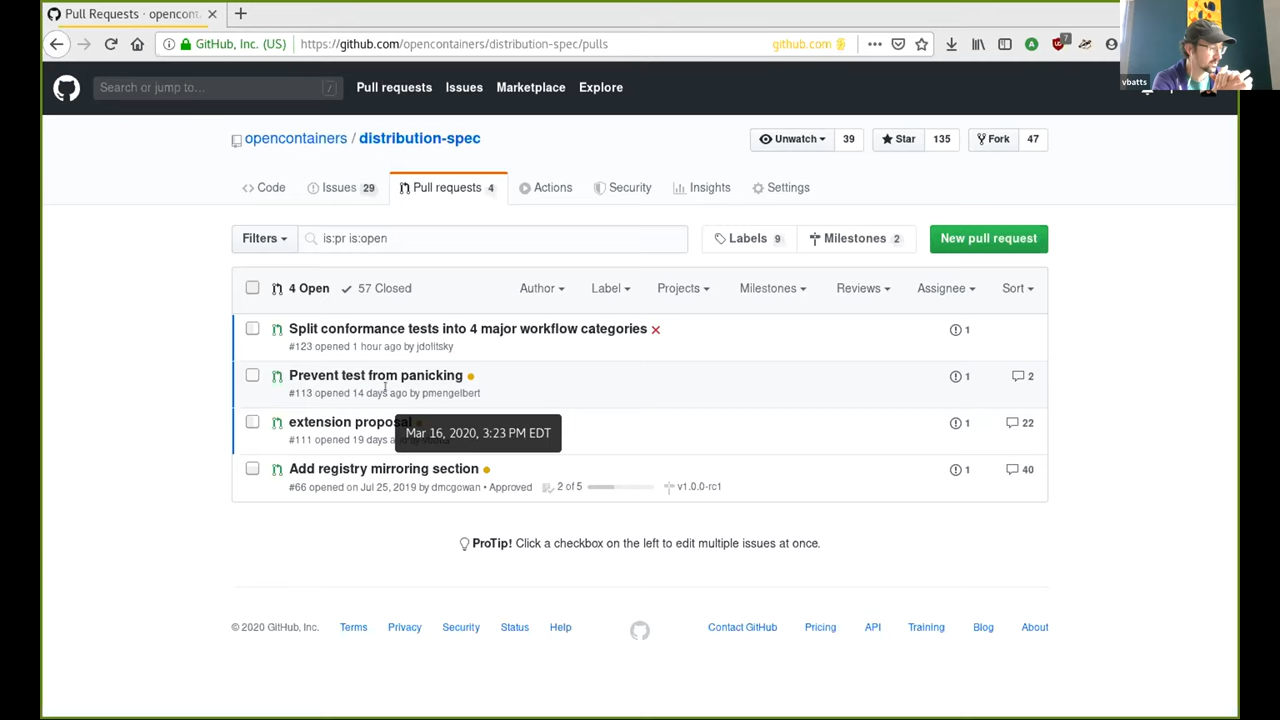 Pull Requests · openconta
GitHub, Inc. (US)
https://github.com/opencontainers/distribution-spec/pulls
github.com
7
vbatts
Search or jump to…
/
Pull requests
Issues
Marketplace
Explore
opencontainers / distribution-spec
Unwatch 39
Star 135
Fork 47
Code
Issues 29
Pull requests 4
Actions
Security
Insights
Settings
Filters
is:pr is:open
Labels 9
Milestones 2
New pull request
4 Open
57 Closed
Author
Label
Projects
Milestones
Reviews
Assignee
Sort
Split conformance tests into 4 major workflow categories
1
#123 opened 1 hour ago by jdolitsky
Prevent test from panicking
1
2
#113 opened 14 days ago by pmengelbert
extension proposal
1
22
Mar 16, 2020, 3:23 PM EDT
#111 opened 19 days
Add registry mirroring section
1
40
#66 opened on Jul 25, 2019 by dmcgowan • Approved
2 of 5
v1.0.0-rc1
ProTip! Click a checkbox on the left to edit multiple issues at once.
© 2020 GitHub, Inc.
Terms
Privacy
Security
Status
Help
Contact GitHub
Pricing
API
Training
Blog
About